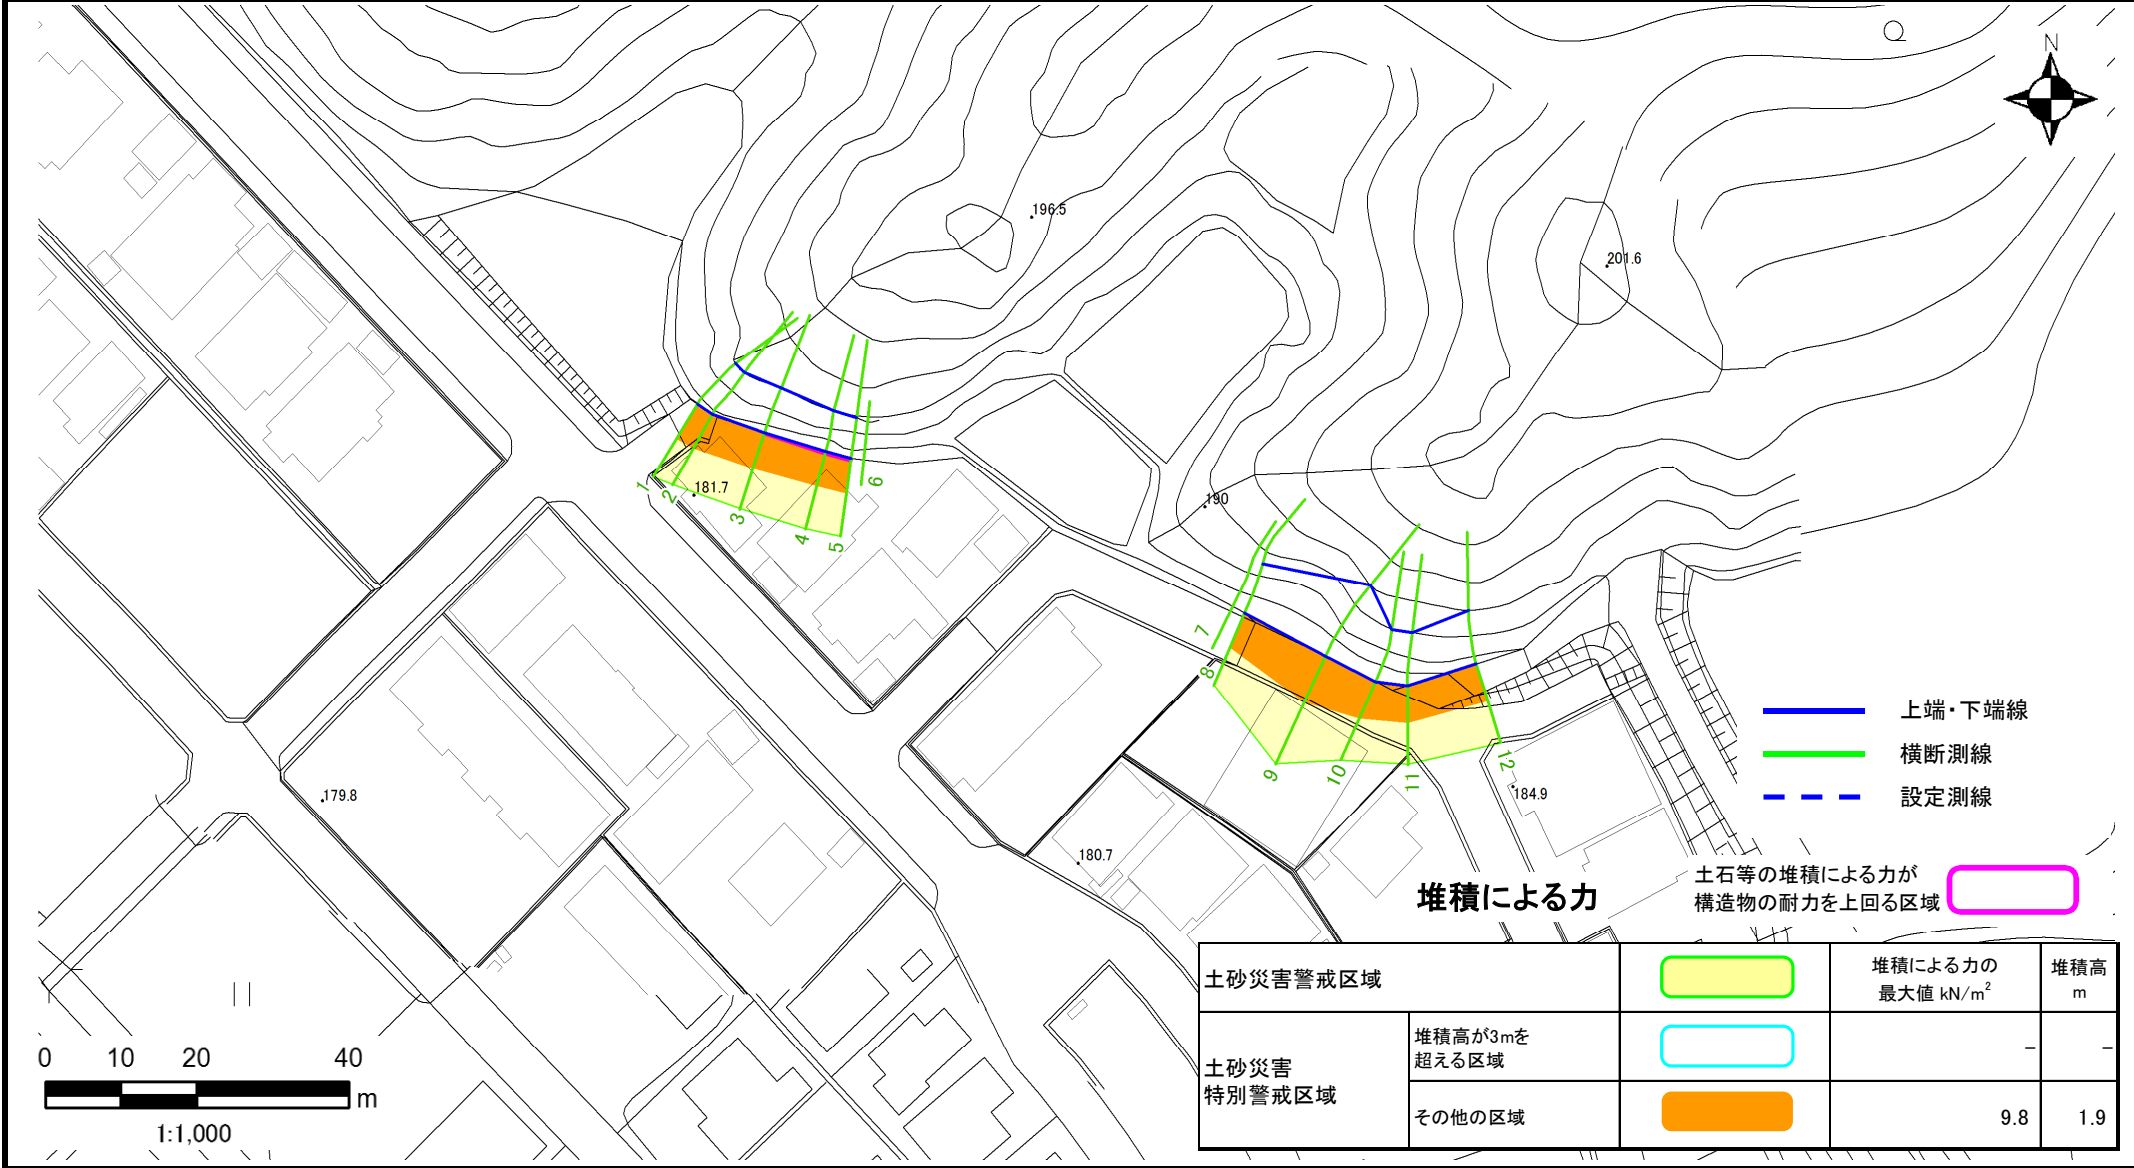 N
196.5
201.6
1
2
3
4
5
6
181.7
190
7
8
9
10
11
12
179.8
180.7
184.9
上端・下端線
横断測線
設定測線
堆積による力
土石等の堆積による力が
構造物の耐力を上回る区域
土砂災害警戒区域
堆積による力の
最大値 kN/m²
堆積高
m
土砂災害
特別警戒区域
堆積高が3mを
超える区域
－
－
その他の区域
9.8
1.9
0 10 20 40
m
1:1,000